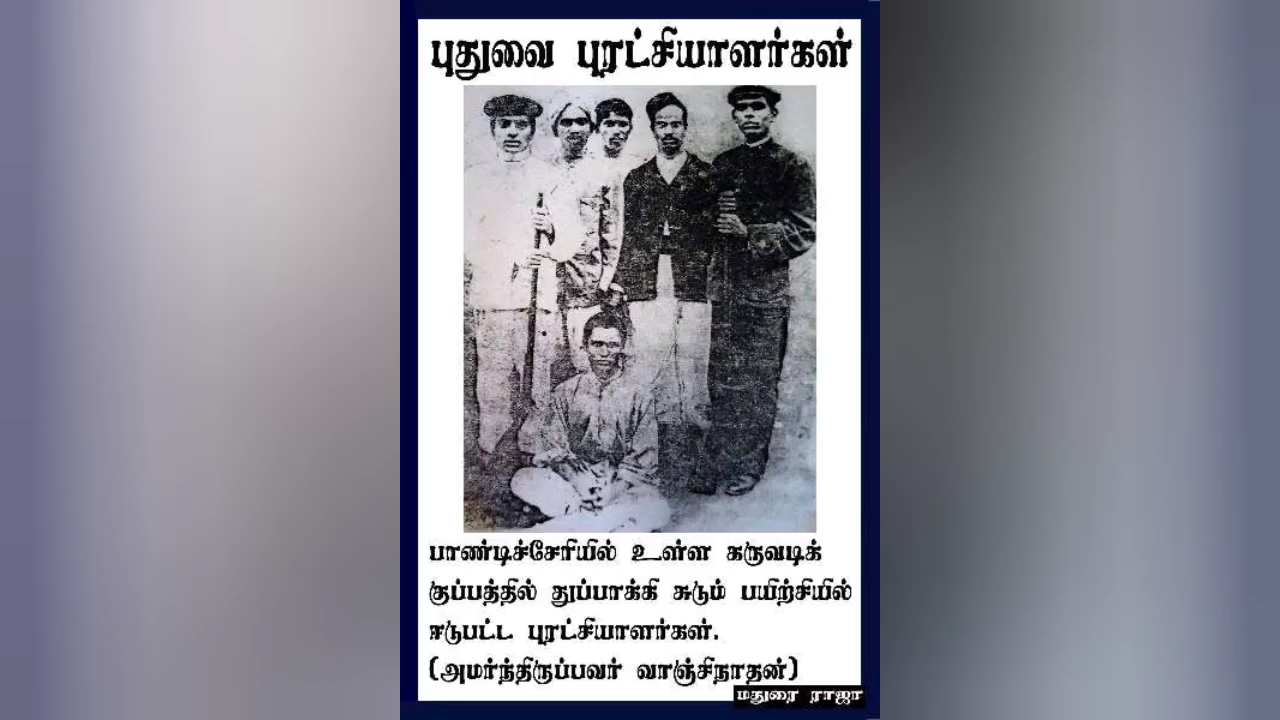 புதுவை புரட்சியாளர்கள்
பாண்டிச்சேரியில் உள்ள கருவடிக்
குப்பத்தில் துப்பாக்கி சுடும் பயிற்சியில்
ஈடுபட்ட புரட்சியாளர்கள்.
(அமர்ந்திருப்பவர் வாஞ்சிநாதன்)
மதுரை ராஜா